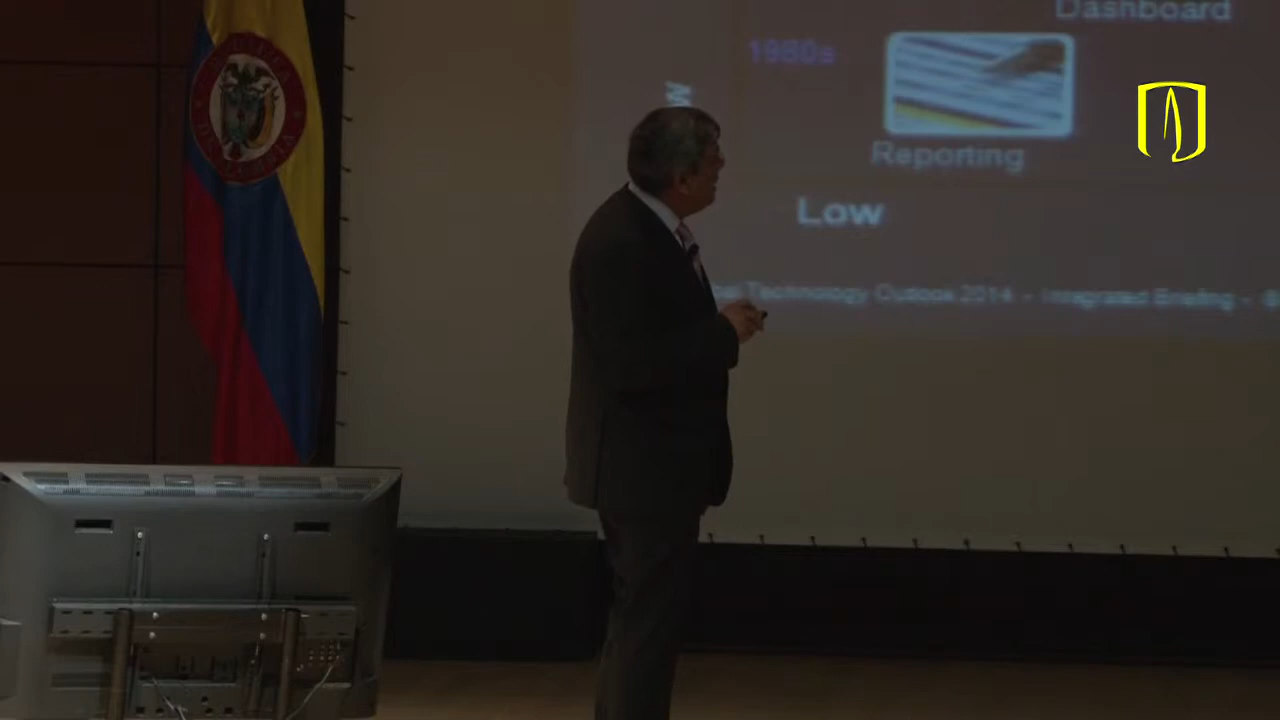 Dashboard
1980s
Reporting
Low
Technology Outlook 2014 - Integrated Briefing -